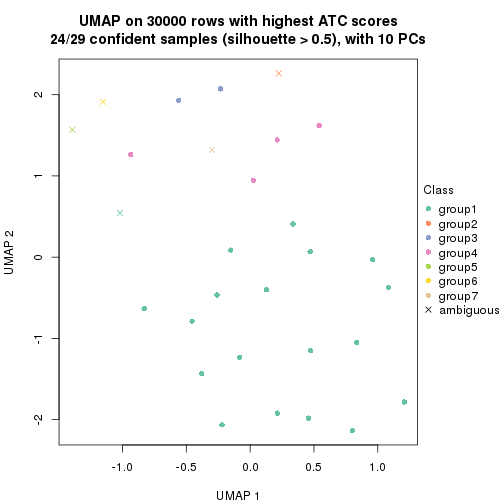 UMAP on 30000 rows with highest ATC scores
24/29 confident samples (silhouette > 0.5), with 10 PCs
Class
group1
group2
group3
group4
group5
group6
group7
ambiguous
UMAP 2
2
1
0
-1
-2
-1.0
-0.5
0.0
0.5
1.0
UMAP 1